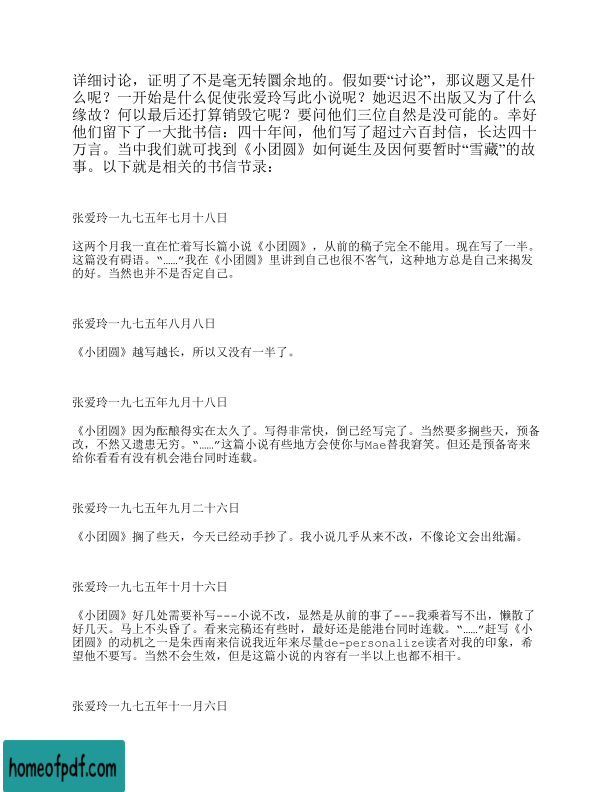 详细讨论，证明了不是毫无转圜余地的。假如要“讨论”，那议题又是什
么呢？一开始是什么促使张爱玲写此小说呢？她迟迟不出版又为了什么
缘故？何以最后还打算销毁它呢？要问他们三位自然是没可能的。幸好
他们留下了一大批书信：四十年间，他们写了超过六百封信，长达四十
万言。当中我们就可找到《小团圆》如何诞生及因何要暂时“雪藏”的故
事。以下就是相关的书信节录：
张爱玲一九七五年七月十八日
这两个月我一直在忙着写长篇小说《小团圆》，从前的稿子完全不能用。现在写了一半。
这篇没有碍语。“……”我在《小团圆》里讲到自己也很不客气，这种地方总是自己来揭发
的好。当然也并不是否定自己。
张爱玲一九七五年八月八日
《小团圆》越写越长，所以又没有一半了。
张爱玲一九七五年九月十八日
《小团圆》因为酝酿得实在太久了。写得非常快，倒已经写完了。当然要多搁些天，预备
改，不然又遗患无穷。“……”这篇小说有些地方会使你与Mae替我窘笑。但还是预备寄来
给你看看有没有机会港台同时连载。
张爱玲一九七五年九月二十六日
《小团圆》搁了些天，今天已经动手抄了。我小说几乎从来不改，不像论文会出纰漏。
张爱玲一九七五年十月十六日
《小团圆》好几处需要补写---小说不改，显然是从前的事了---我乘着写不出，懒散了
好几天。马上不头昏了。看来完稿还有些时，最好还是能港台同时连载。“……”赶写《小
团圆》的动机之一是朱西甯来信说我近年来尽量de-personalize读者对我的印象，希
望他不要写。当然不会生效，但是这篇小说的内容有一半以上也都不相干。
张爱玲一九七五年十一月六日
homeofpdf.com